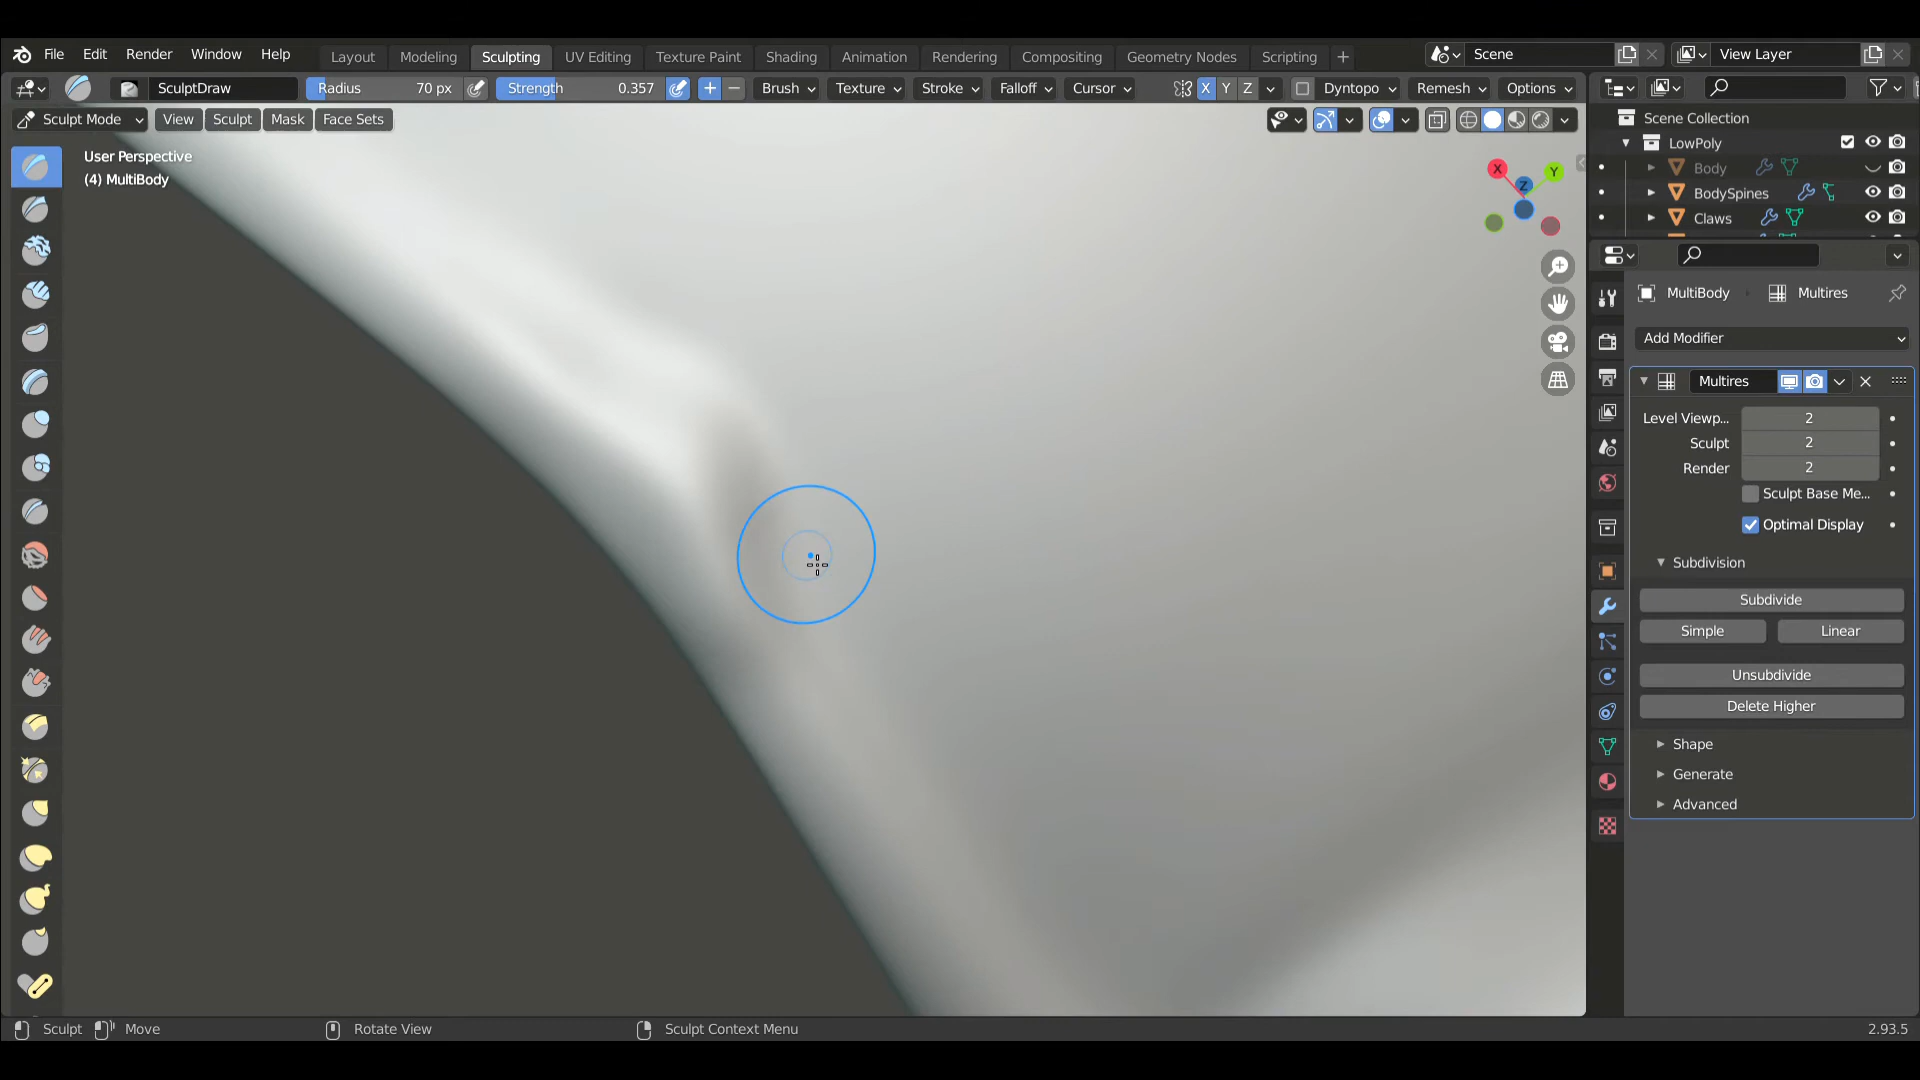 File Edit Render Window Help Layout Modeling Sculpting UV Editing Texture Paint Shading Animation Rendering Compositing Geometry Nodes Scripting + Scene View Layer
SculptDraw Radius 70 px Strength 0.357 + − Brush Texture Stroke Falloff Cursor X Y Z Dyntopo Remesh Options
Sculpt Mode View Sculpt Mask Face Sets
User Perspective
(4) MultiBody
X Y Z
Scene Collection
LowPoly
Body
BodySpines
Claws
MultiBody Multires
Add Modifier
Multires
Level Viewp... 2
Sculpt 2
Render 2
Sculpt Base Me...
Optimal Display
Subdivision
Subdivide
Simple Linear
Unsubdivide
Delete Higher
Shape
Generate
Advanced
Sculpt Move Rotate View Sculpt Context Menu 2.93.5